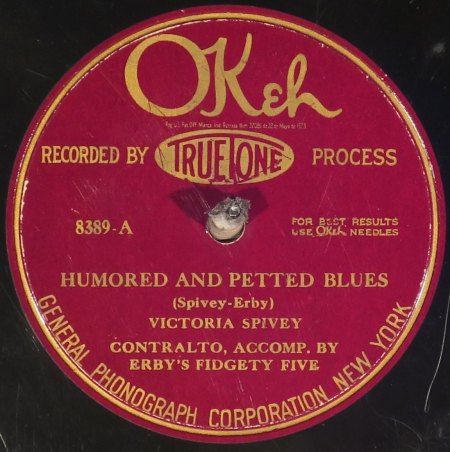 OKeh
RECORDED BY TRUETONE PROCESS
8389-A
FOR BEST RESULTS
USE OKeh NEEDLES
HUMORED AND PETTED BLUES
(Spivey-Erby)
VICTORIA SPIVEY
CONTRALTO, ACCOMP. BY
ERBY'S FIDGETY FIVE
GENERAL PHONOGRAPH CORPORATION NEW YORK